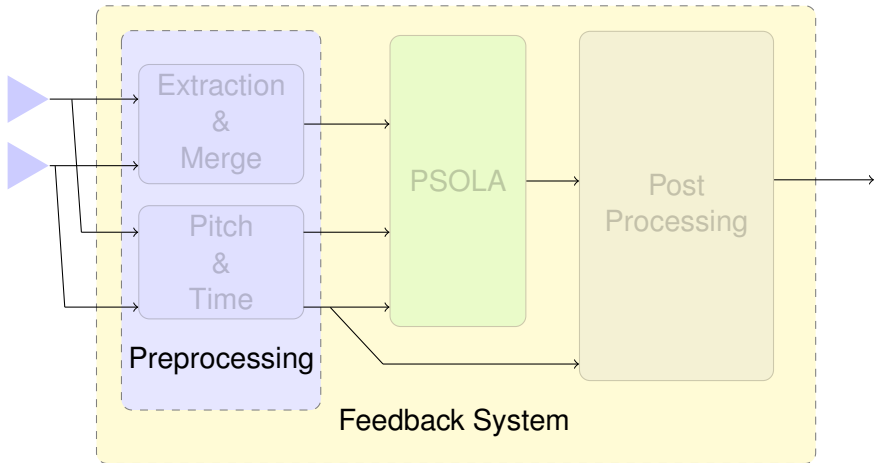 Extraction
&
Merge
Pitch
&
Time
Preprocessing
PSOLA
Post
Processing
Feedback System